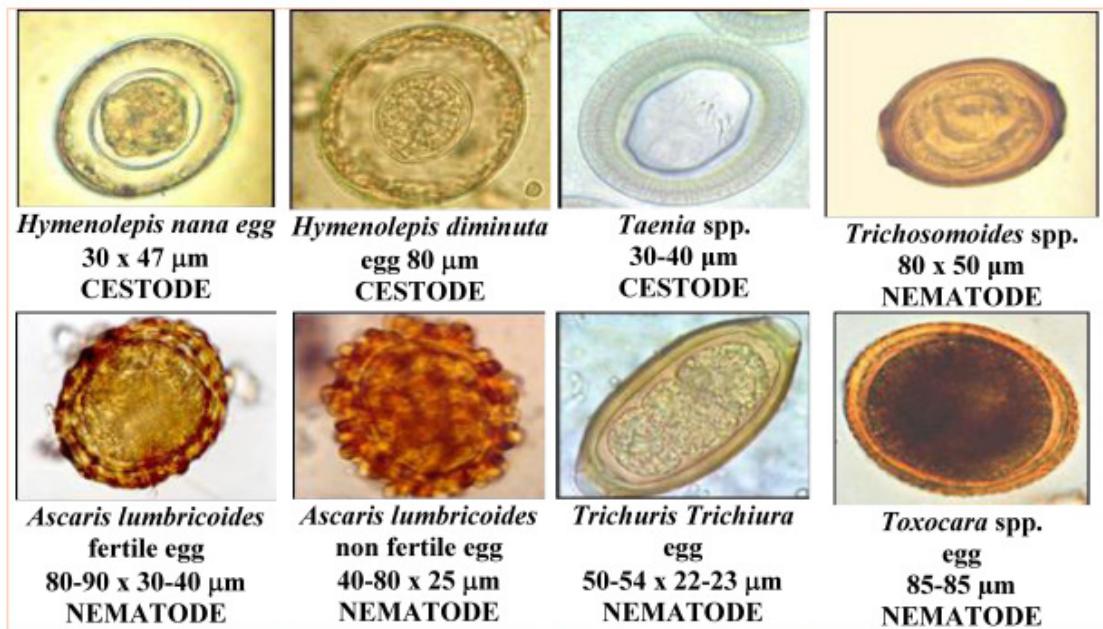 Hymenolepis nana egg
30 x 47 μm
CESTODE
Hymenolepis diminuta
egg 80 μm
CESTODE
Taenia spp.
30-40 μm
CESTODE
Trichosomoides spp.
80 x 50 μm
NEMATODE
Ascaris lumbricoides
fertile egg
80-90 x 30-40 μm
NEMATODE
Ascaris lumbricoides
non fertile egg
40-80 x 25 μm
NEMATODE
Trichuris Trichiura
egg
50-54 x 22-23 μm
NEMATODE
Toxocara spp.
egg
85-85 μm
NEMATODE